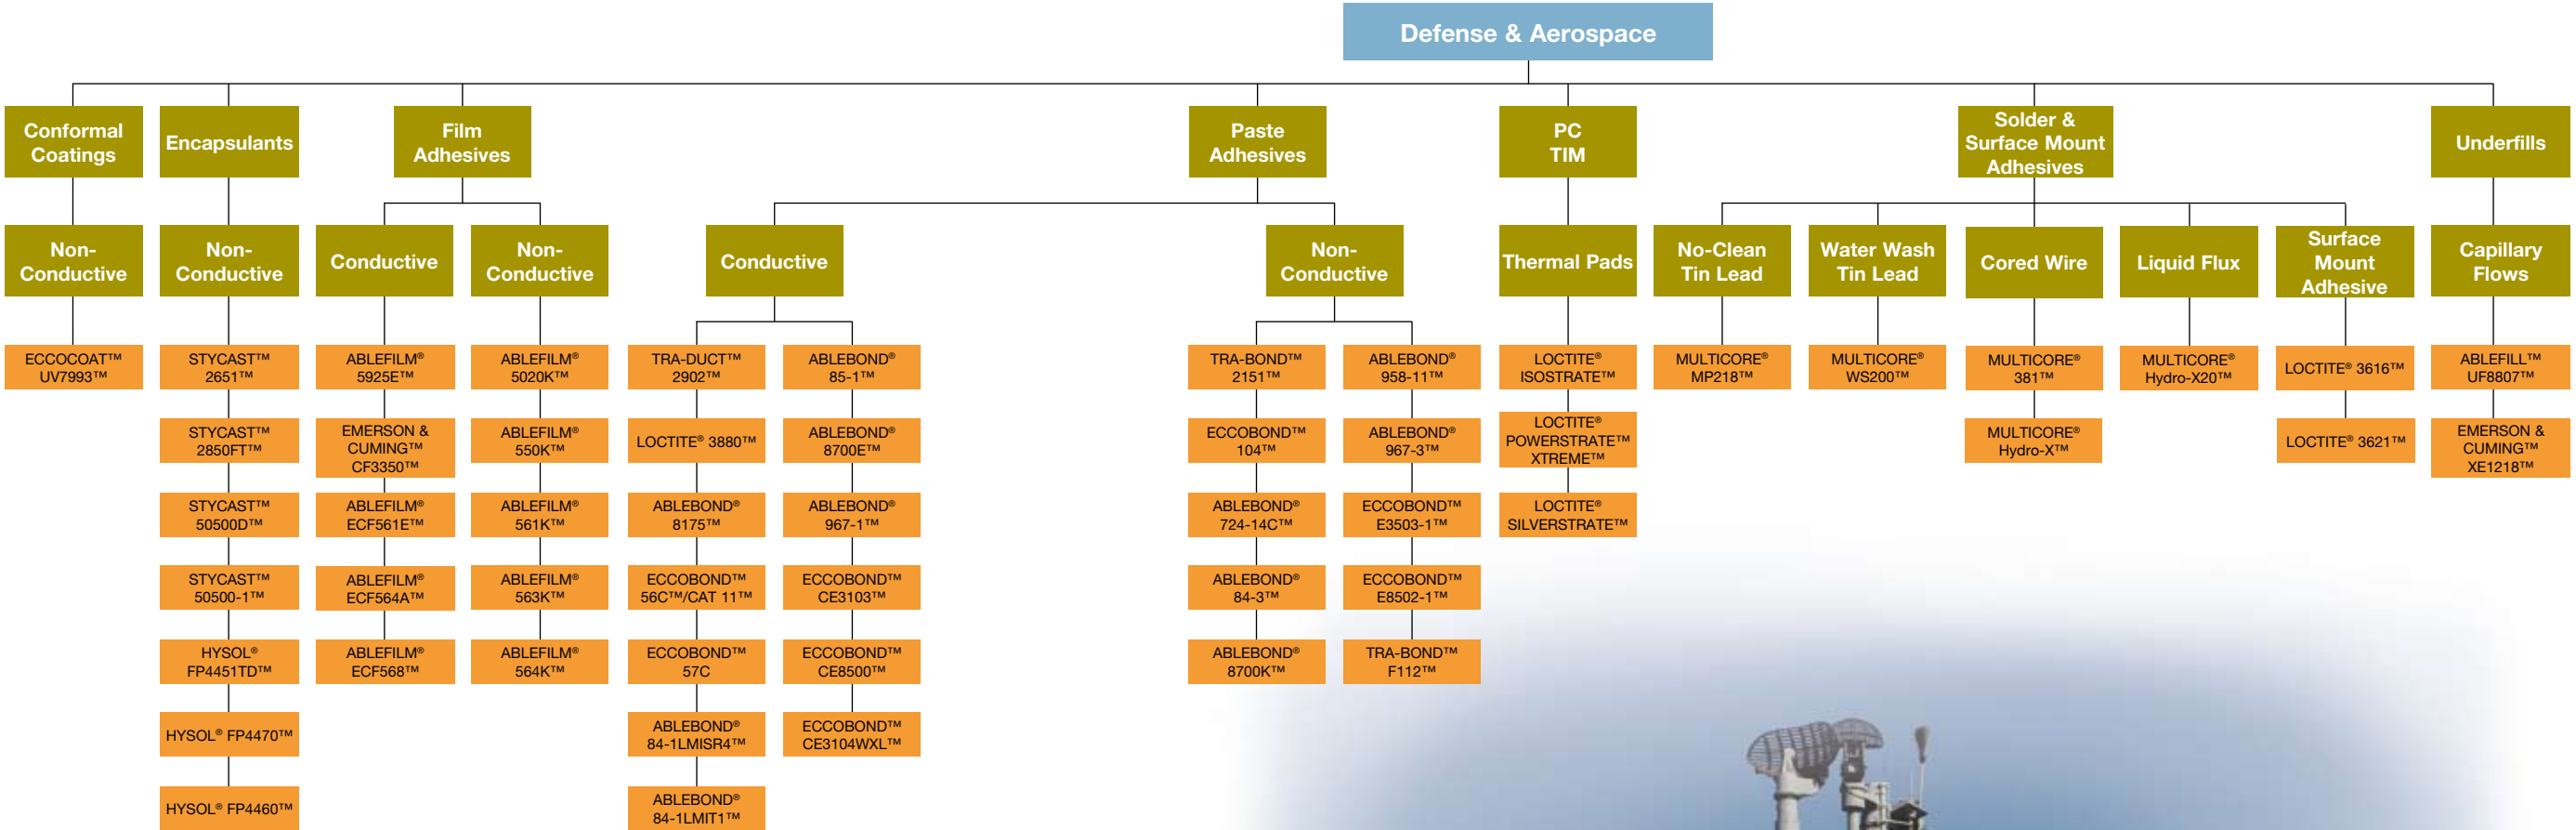 Defense & Aerospace
Conformal
Coatings
Encapsulants
Film
Adhesives
Paste
Adhesives
PC
TIM
Solder &
Surface Mount
Adhesives
Underfills
Non-
Conductive
Non-
Conductive
Conductive
Non-
Conductive
Conductive
Non-
Conductive
Thermal Pads
No-Clean
Tin Lead
Water Wash
Tin Lead
Cored Wire
Liquid Flux
Surface
Mount
Adhesive
Capillary
Flows
ECCOCOAT™
UV7993™
STYCAST™
2651™
STYCAST™
2850FT™
STYCAST™
50500D™
STYCAST™
50500-1™
HYSOL®
FP4451TD™
HYSOL® FP4470™
HYSOL® FP4460™
ABLEFILM®
5925E™
EMERSON &
CUMING™
CF3350™
ABLEFILM®
ECF561E™
ABLEFILM®
ECF564A™
ABLEFILM®
ECF568™
ABLEFILM®
5020K™
ABLEFILM®
550K™
ABLEFILM®
561K™
ABLEFILM®
563K™
ABLEFILM®
564K™
TRA-DUCT™
2902™
LOCTITE® 3880™
ABLEBOND®
8175™
ECCOBOND™
56C™/CAT 11™
ECCOBOND™
57C
ABLEBOND®
84-1LMISR4™
ABLEBOND®
84-1LMIT1™
ABLEBOND®
85-1™
ABLEBOND®
8700E™
ABLEBOND®
967-1™
ECCOBOND™
CE3103™
ECCOBOND™
CE8500™
ECCOBOND™
CE3104WXL™
TRA-BOND™
2151™
ECCOBOND™
104™
ABLEBOND®
724-14C™
ABLEBOND®
84-3™
ABLEBOND®
8700K™
ABLEBOND®
958-11™
ABLEBOND®
967-3™
ECCOBOND™
E3503-1™
ECCOBOND™
E8502-1™
TRA-BOND™
F112™
LOCTITE®
ISOSTRATE™
LOCTITE®
POWERSTRATE™
XTREME™
LOCTITE®
SILVERSTRATE™
MULTICORE®
MP218™
MULTICORE®
WS200™
MULTICORE®
381™
MULTICORE®
Hydro-X™
MULTICORE®
Hydro-X20™
LOCTITE® 3616™
LOCTITE® 3621™
ABLEFILL™
UF8807™
EMERSON &
CUMING™
XE1218™